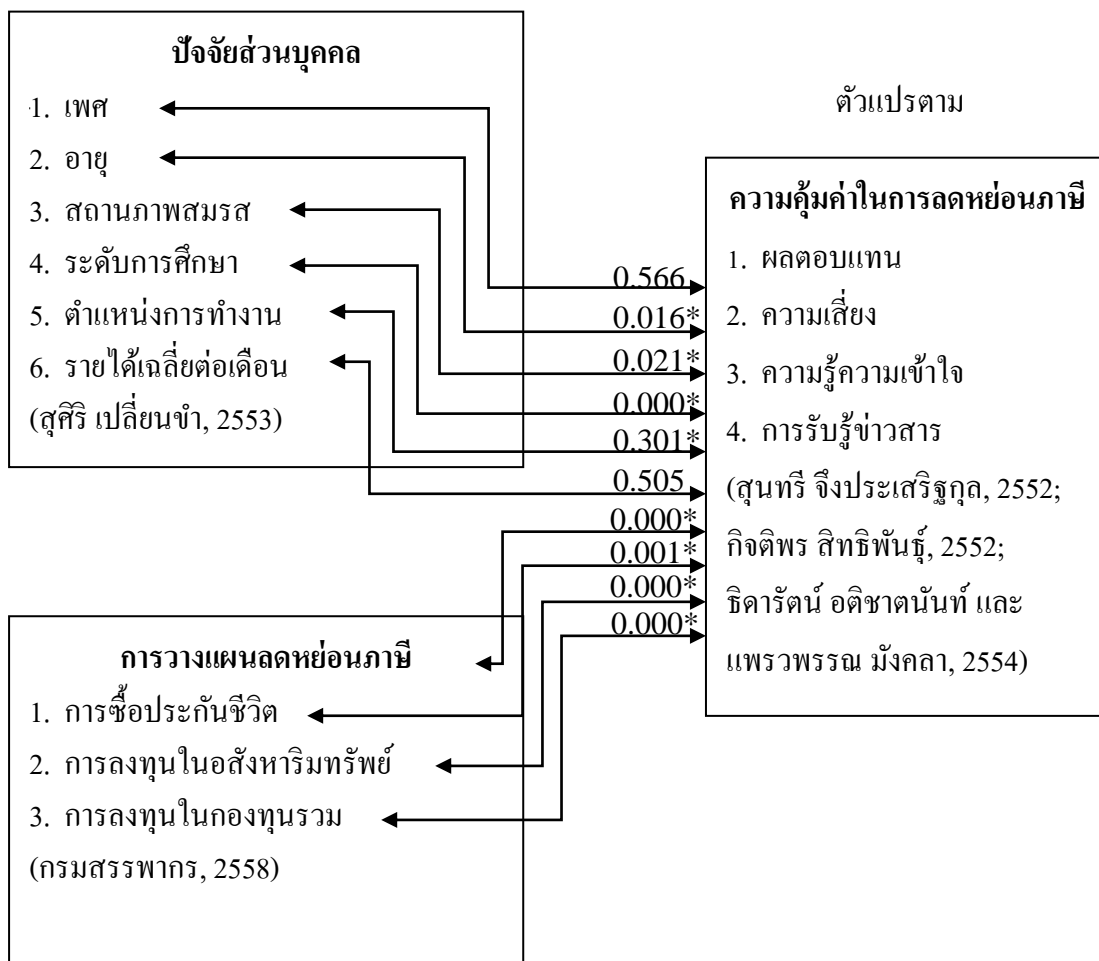 ปัจจัยส่วนบุคคล
1. เพศ
2. อายุ
3. สถานภาพสมรส
4. ระดับการศึกษา
5. ตำแหน่งการทำงาน
6. รายได้เฉลี่ยต่อเดือน
(สุศิริ เปลี่ยนขำ, 2553)
ตัวแปรตาม
ความคุ้มค่าในการลดหย่อนภาษี
1. ผลตอบแทน
2. ความเสี่ยง
3. ความรู้ความเข้าใจ
4. การรับรู้ข่าวสาร
(สุนทรี จึงประเสริฐกุล, 2552;
กิจติพร สิทธิพันธุ์, 2552;
ธิดารัตน์ อติชาตนันท์ และ
แพรวพรรณ มังคลา, 2554)
0.566
0.016*
0.021*
0.000*
0.301*
0.505
0.000*
0.001*
0.000*
0.000*
การวางแผนลดหย่อนภาษี
1. การซื้อประกันชีวิต
2. การลงทุนในอสังหาริมทรัพย์
3. การลงทุนในกองทุนรวม
(กรมสรรพากร, 2558)